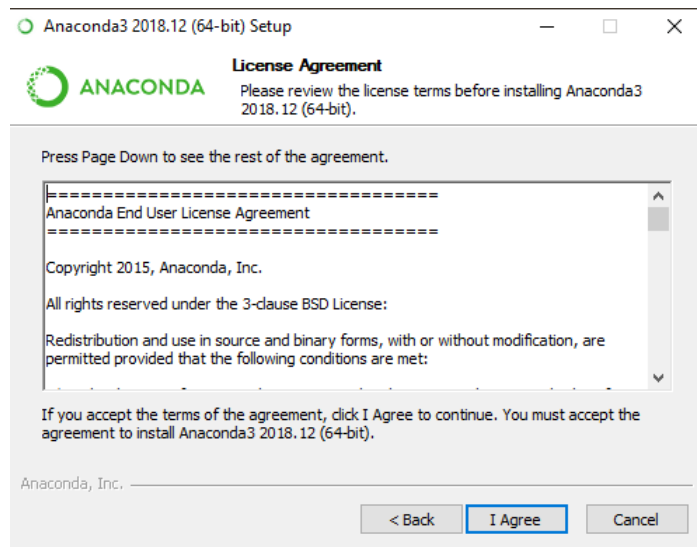 Anaconda3 2018.12 (64-bit) Setup
ANACONDA
License Agreement
Please review the license terms before installing Anaconda3
2018.12 (64-bit).
Press Page Down to see the rest of the agreement.
===================================
Anaconda End User License Agreement
===================================
Copyright 2015, Anaconda, Inc.
All rights reserved under the 3-clause BSD License:
Redistribution and use in source and binary forms, with or without modification, are
permitted provided that the following conditions are met:
If you accept the terms of the agreement, click I Agree to continue. You must accept the
agreement to install Anaconda3 2018.12 (64-bit).
Anaconda, Inc.
< Back
I Agree
Cancel